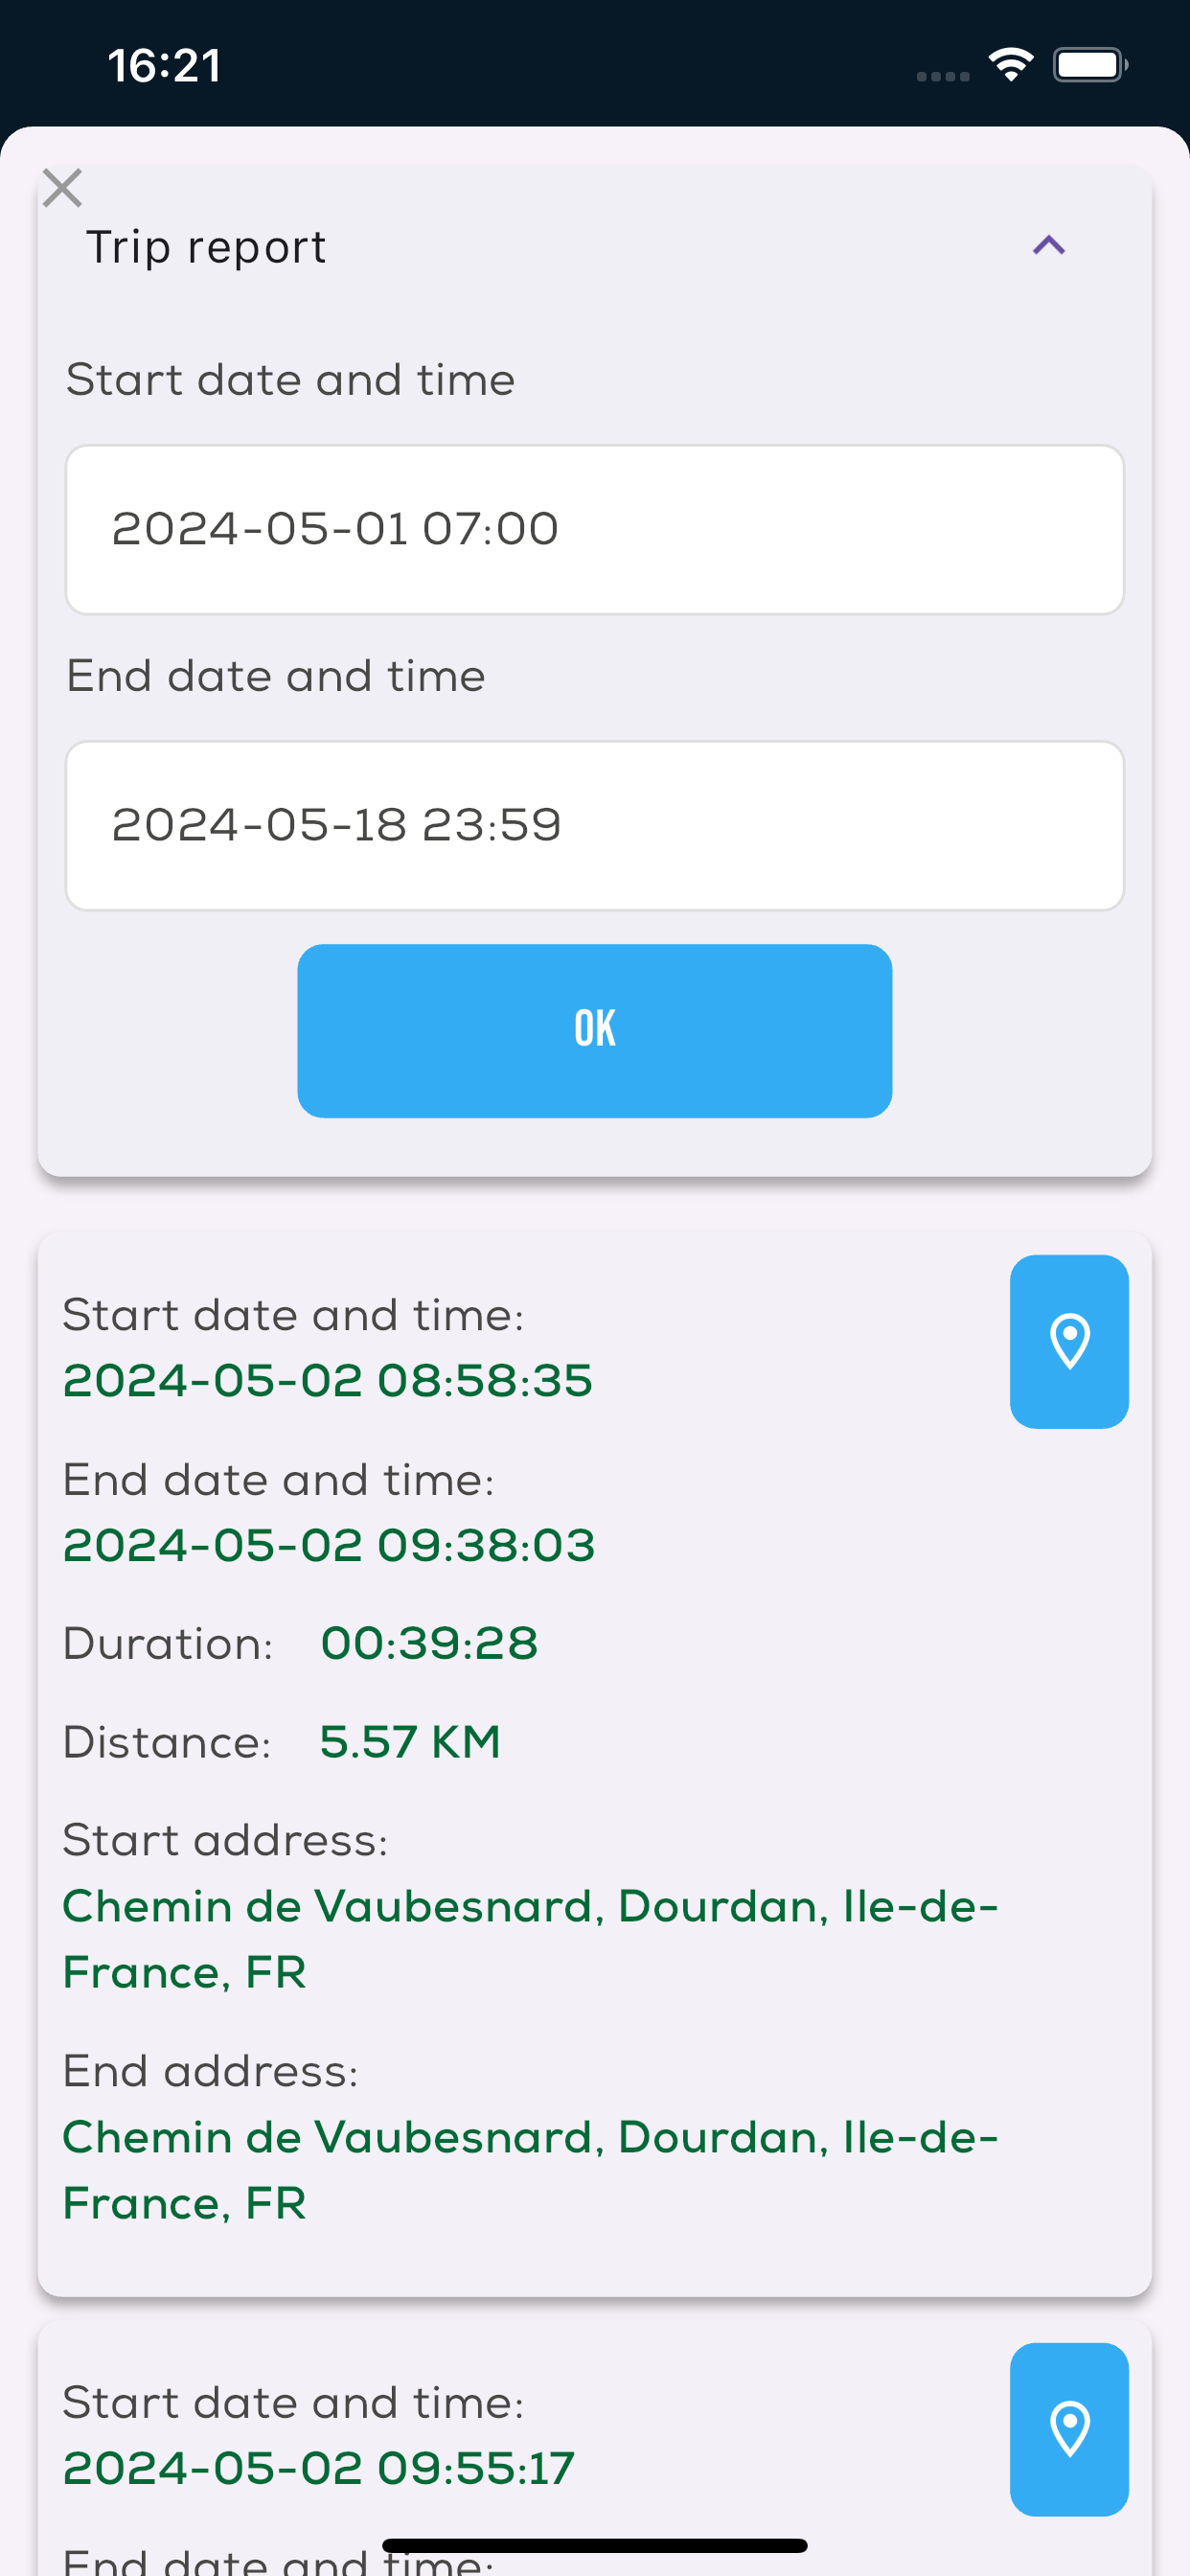 16:21
Trip report
Start date and time
2024-05-01 07:00
End date and time
2024-05-18 23:59
OK
Start date and time:
2024-05-02 08:58:35
End date and time:
2024-05-02 09:38:03
Duration: 00:39:28
Distance: 5.57 KM
Start address:
Chemin de Vaubesnard, Dourdan, Ile-de-
France, FR
End address:
Chemin de Vaubesnard, Dourdan, Ile-de-
France, FR
Start date and time:
2024-05-02 09:55:17
End date and time: